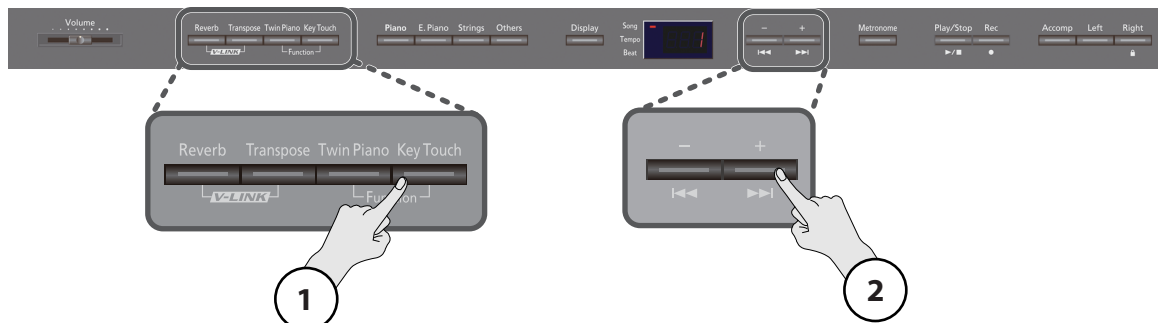 Volume
Reverb Transpose Twin Piano Key Touch
V-LINK Function
Piano E. Piano Strings Others
Display
Song
Tempo
Beat
1
− +
Metronome
Play/Stop Rec
Accomp Left Right
Reverb Transpose Twin Piano Key Touch
V-LINK Function
− +
1
2